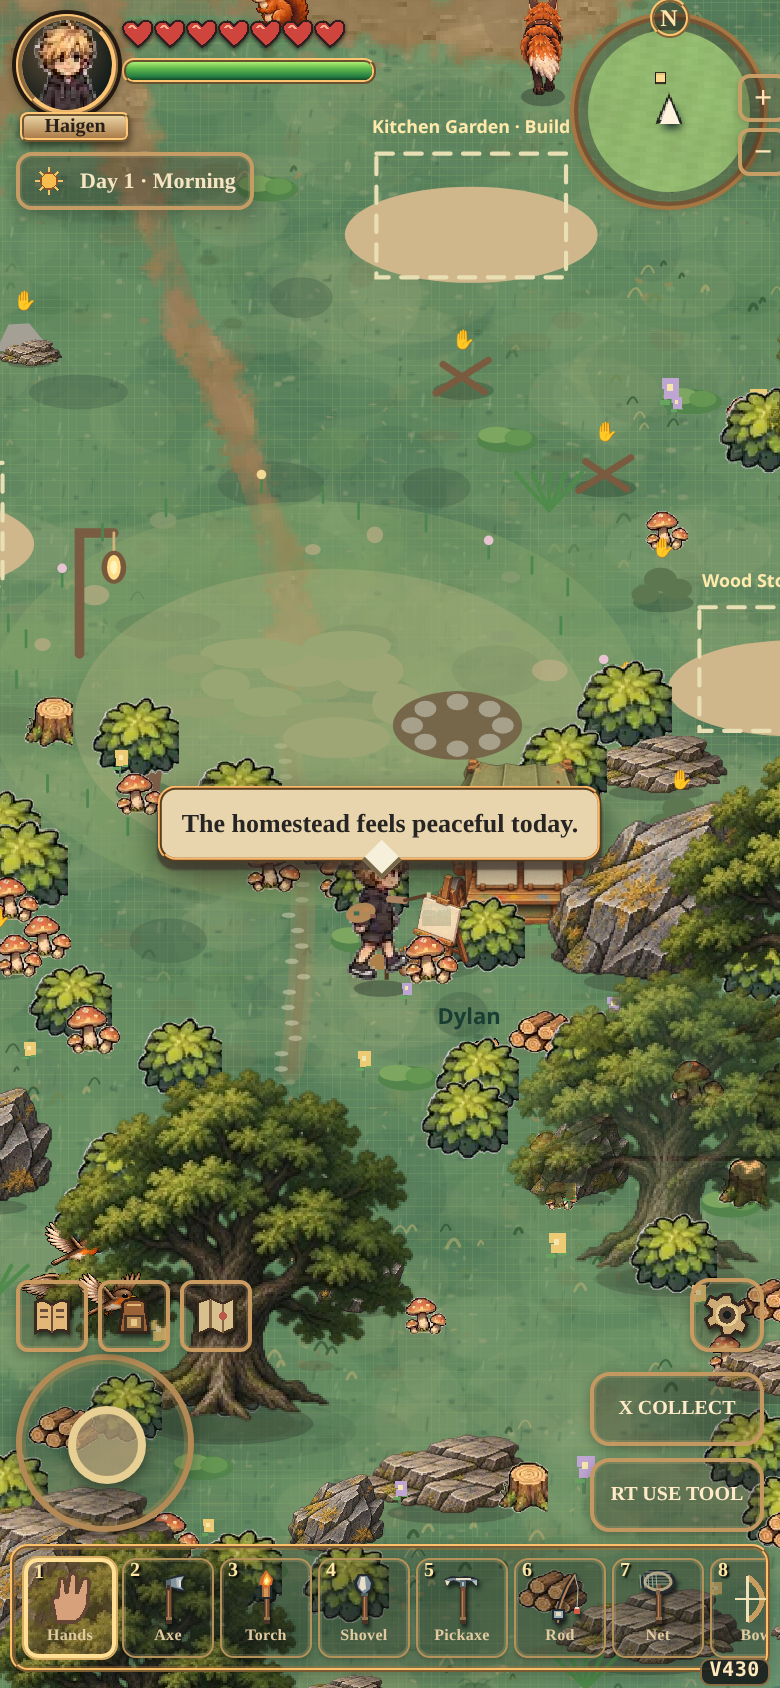 N
Haigen
Kitchen Garden · Build
+
−
Day 1 · Morning
Wood Sto
The homestead feels peaceful today.
Dylan
X COLLECT
RT USE TOOL
1
Hands
2
Axe
3
Torch
4
Shovel
5
Pickaxe
6
Rod
7
Net
8
Bow
V430